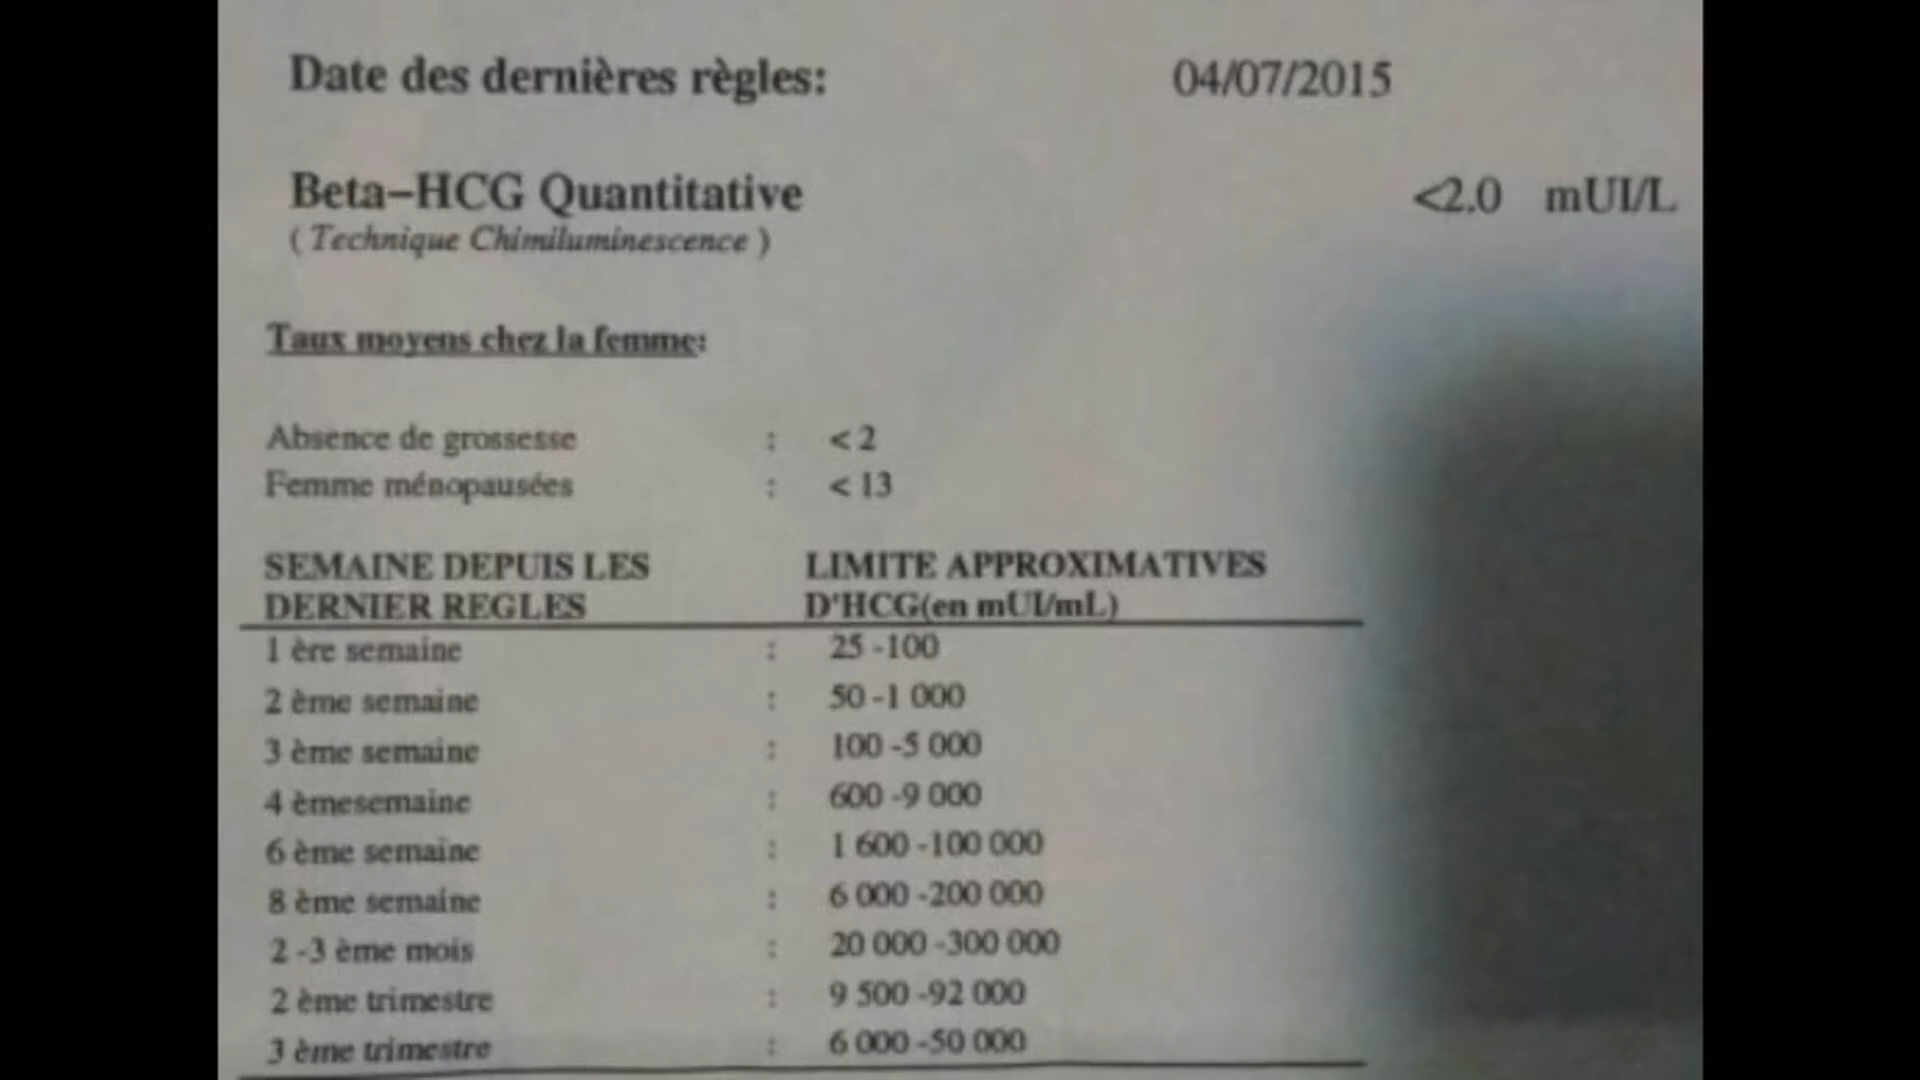 Date des dernières règles: 04/07/2015
Beta-HCG Quantitative <2.0 mUI/L
( Technique Chimiluminescence )
Taux moyens chez la femme:
Absence de grossesse : < 2
Femme ménopausées : < 13
SEMAINE DEPUIS LES LIMITE APPROXIMATIVES
DERNIER REGLES D'HCG(en mUI/mL)
1 ère semaine : 25 -100
2 ème semaine : 50 -1 000
3 ème semaine : 100 -5 000
4 èmesemaine : 600 -9 000
6 ème semaine : 1 600 -100 000
8 ème semaine : 6 000 -200 000
2 -3 ème mois : 20 000 -300 000
2 ème trimestre : 9 500 -92 000
3 ème trimestre : 6 000 -50 000